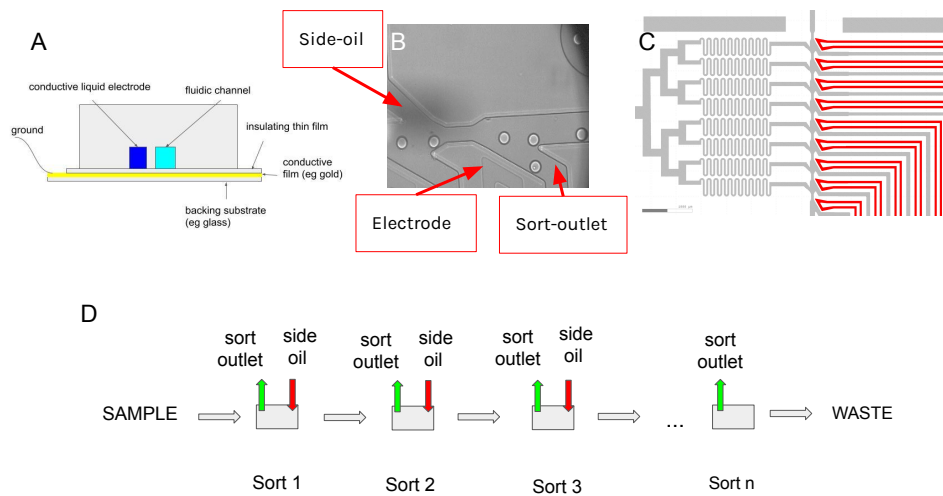 A
conductive liquid electrode
fluidic channel
ground
insulating thin film
conductive
film (eg gold)
backing substrate
(eg glass)
Side-oil
B
Electrode
Sort-outlet
C
D
sort
outlet
side
oil
sort
outlet
side
oil
sort
outlet
side
oil
sort
outlet
SAMPLE
...
WASTE
Sort 1
Sort 2
Sort 3
Sort n